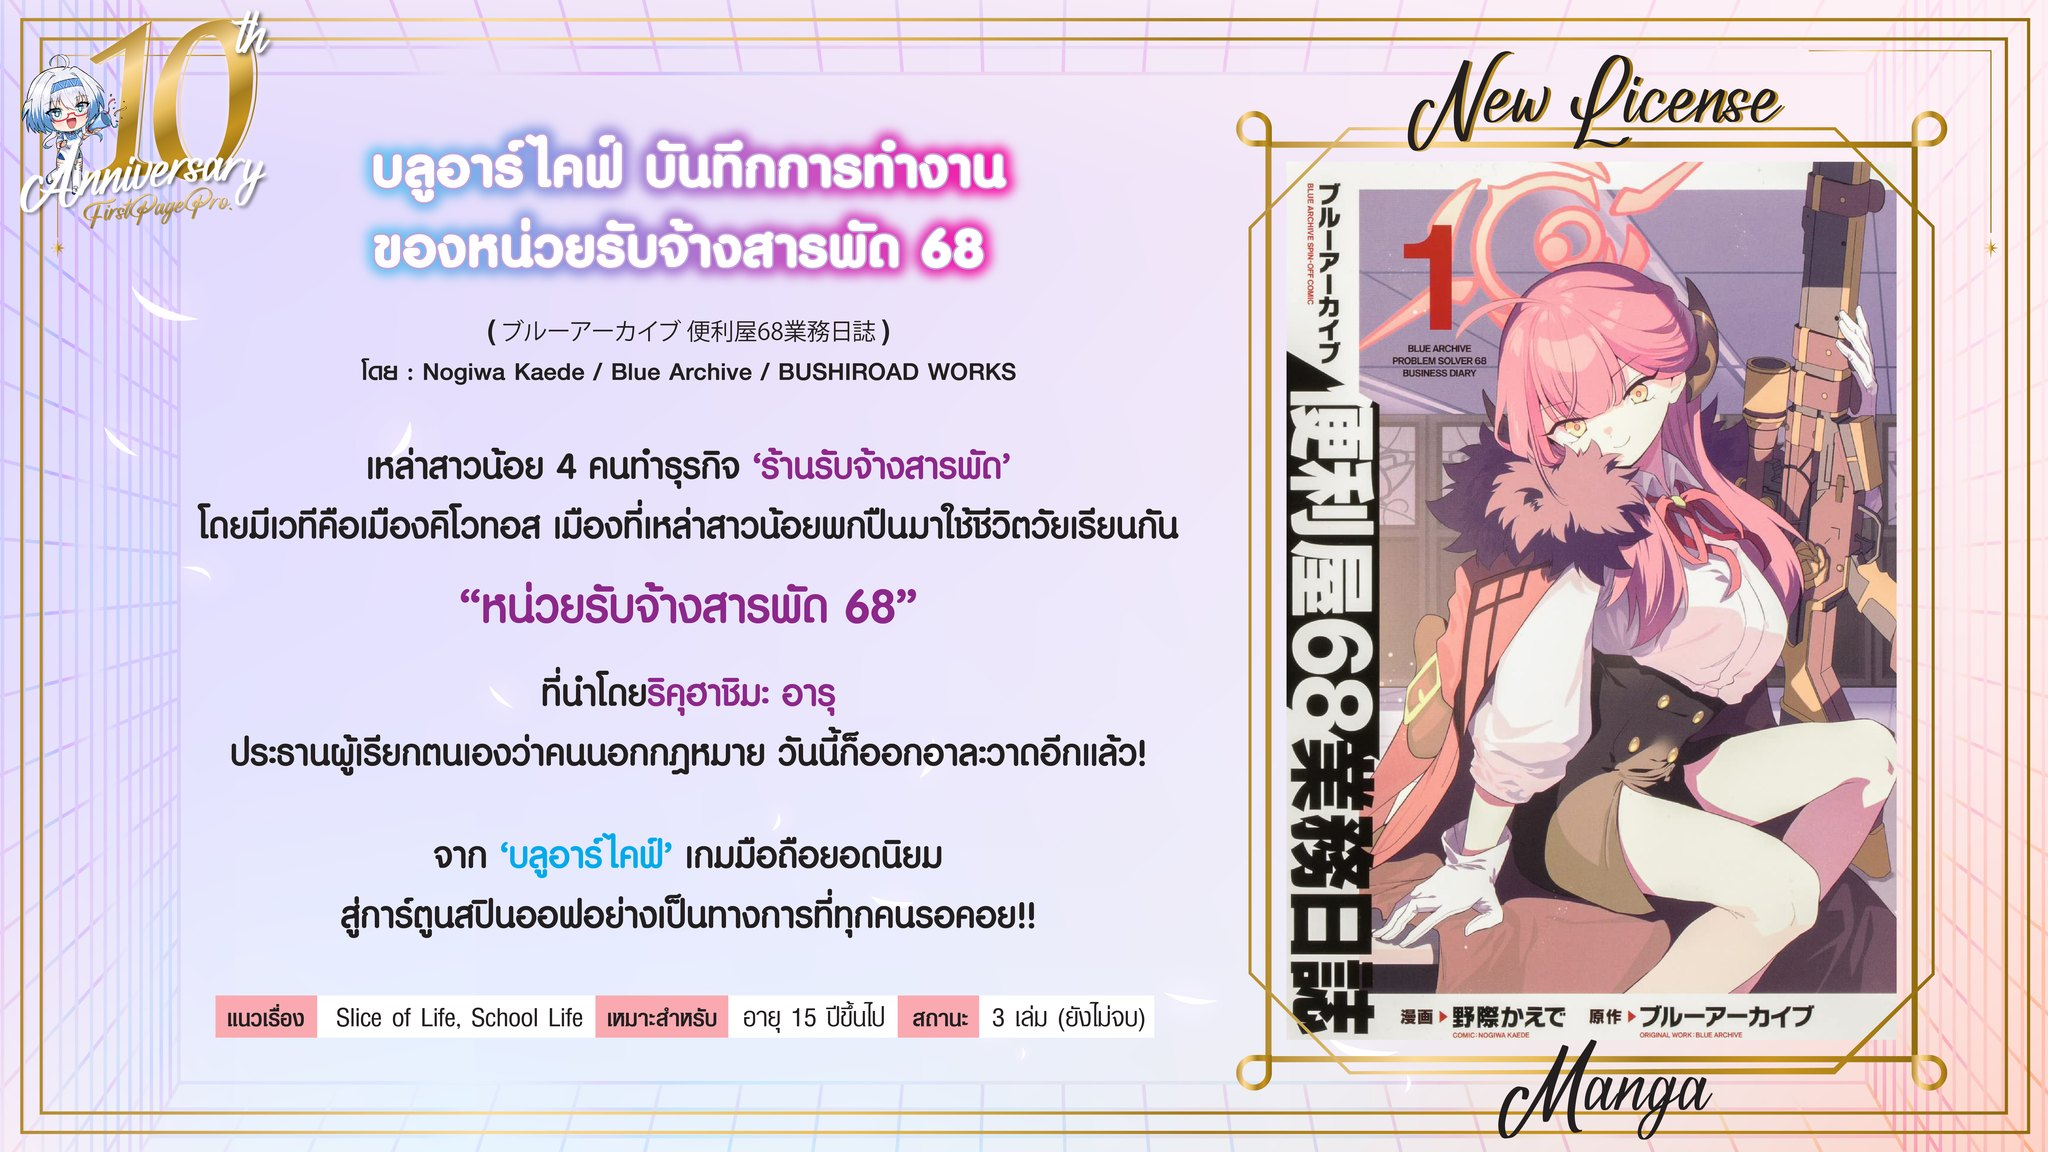 10th
Anniversary
FirstPagePro.
บลูอาร์ไคฟ์ บันทึกการทำงาน
ของหน่วยรับจ้างสารพัด 68
( ブルーアーカイブ 便利屋68業務日誌 )
โดย : Nogiwa Kaede / Blue Archive / BUSHIROAD WORKS
เหล่าสาวน้อย 4 คนทำธุรกิจ ‘ร้านรับจ้างสารพัด’
โดยมีเวทีคือเมืองคิโวทอส เมืองที่เหล่าสาวน้อยพกปืนมาใช้ชีวิตวัยเรียนกัน
“หน่วยรับจ้างสารพัด 68”
ที่นำโดยริคุฮาชิมะ อารุ
ประธานผู้เรียกตนเองว่าคนนอกกฎหมาย วันนี้ก็ออกอาละวาดอีกแล้ว!
จาก ‘บลูอาร์ไคฟ์’ เกมมือถือยอดนิยม
สู่การ์ตูนสปินออฟอย่างเป็นทางการที่ทุกคนรอคอย!!
แนวเรื่อง Slice of Life, School Life เหมาะสำหรับ อายุ 15 ปีขึ้นไป สถานะ 3 เล่ม (ยังไม่จบ)
New License
ブルーアーカイブ
BLUE ARCHIVE SPIN-OFF COMIC
1
BLUE ARCHIVE
PROBLEM SOLVER 68
BUSINESS DIARY
便利屋68業務日誌
漫画 ▶ 野際かえで 原作 ▶ ブルーアーカイブ
COMIC: NOGIWA KAEDE ORIGINAL WORK: BLUE ARCHIVE
Manga